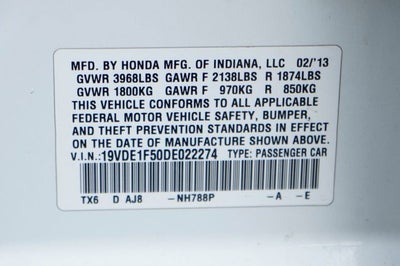 MFD. BY HONDA MFG. OF INDIANA, LLC 02/'13
GVWR 3968LBS GAWR F 2138LBS R 1874LBS
GVWR 1800KG GAWR F 970KG R 850KG
THIS VEHICLE CONFORMS TO ALL APPLICABLE
FEDERAL MOTOR VEHICLE SAFETY, BUMPER,
AND THEFT PREVENTION STANDARDS IN EFFECT
ON THE DATE OF MANUFACTURE SHOWN ABOVE.
V.I.N.:19VDE1F50DE022274 TYPE: PASSENGER CAR
TX6 D AJ8 -NH788P -A -E